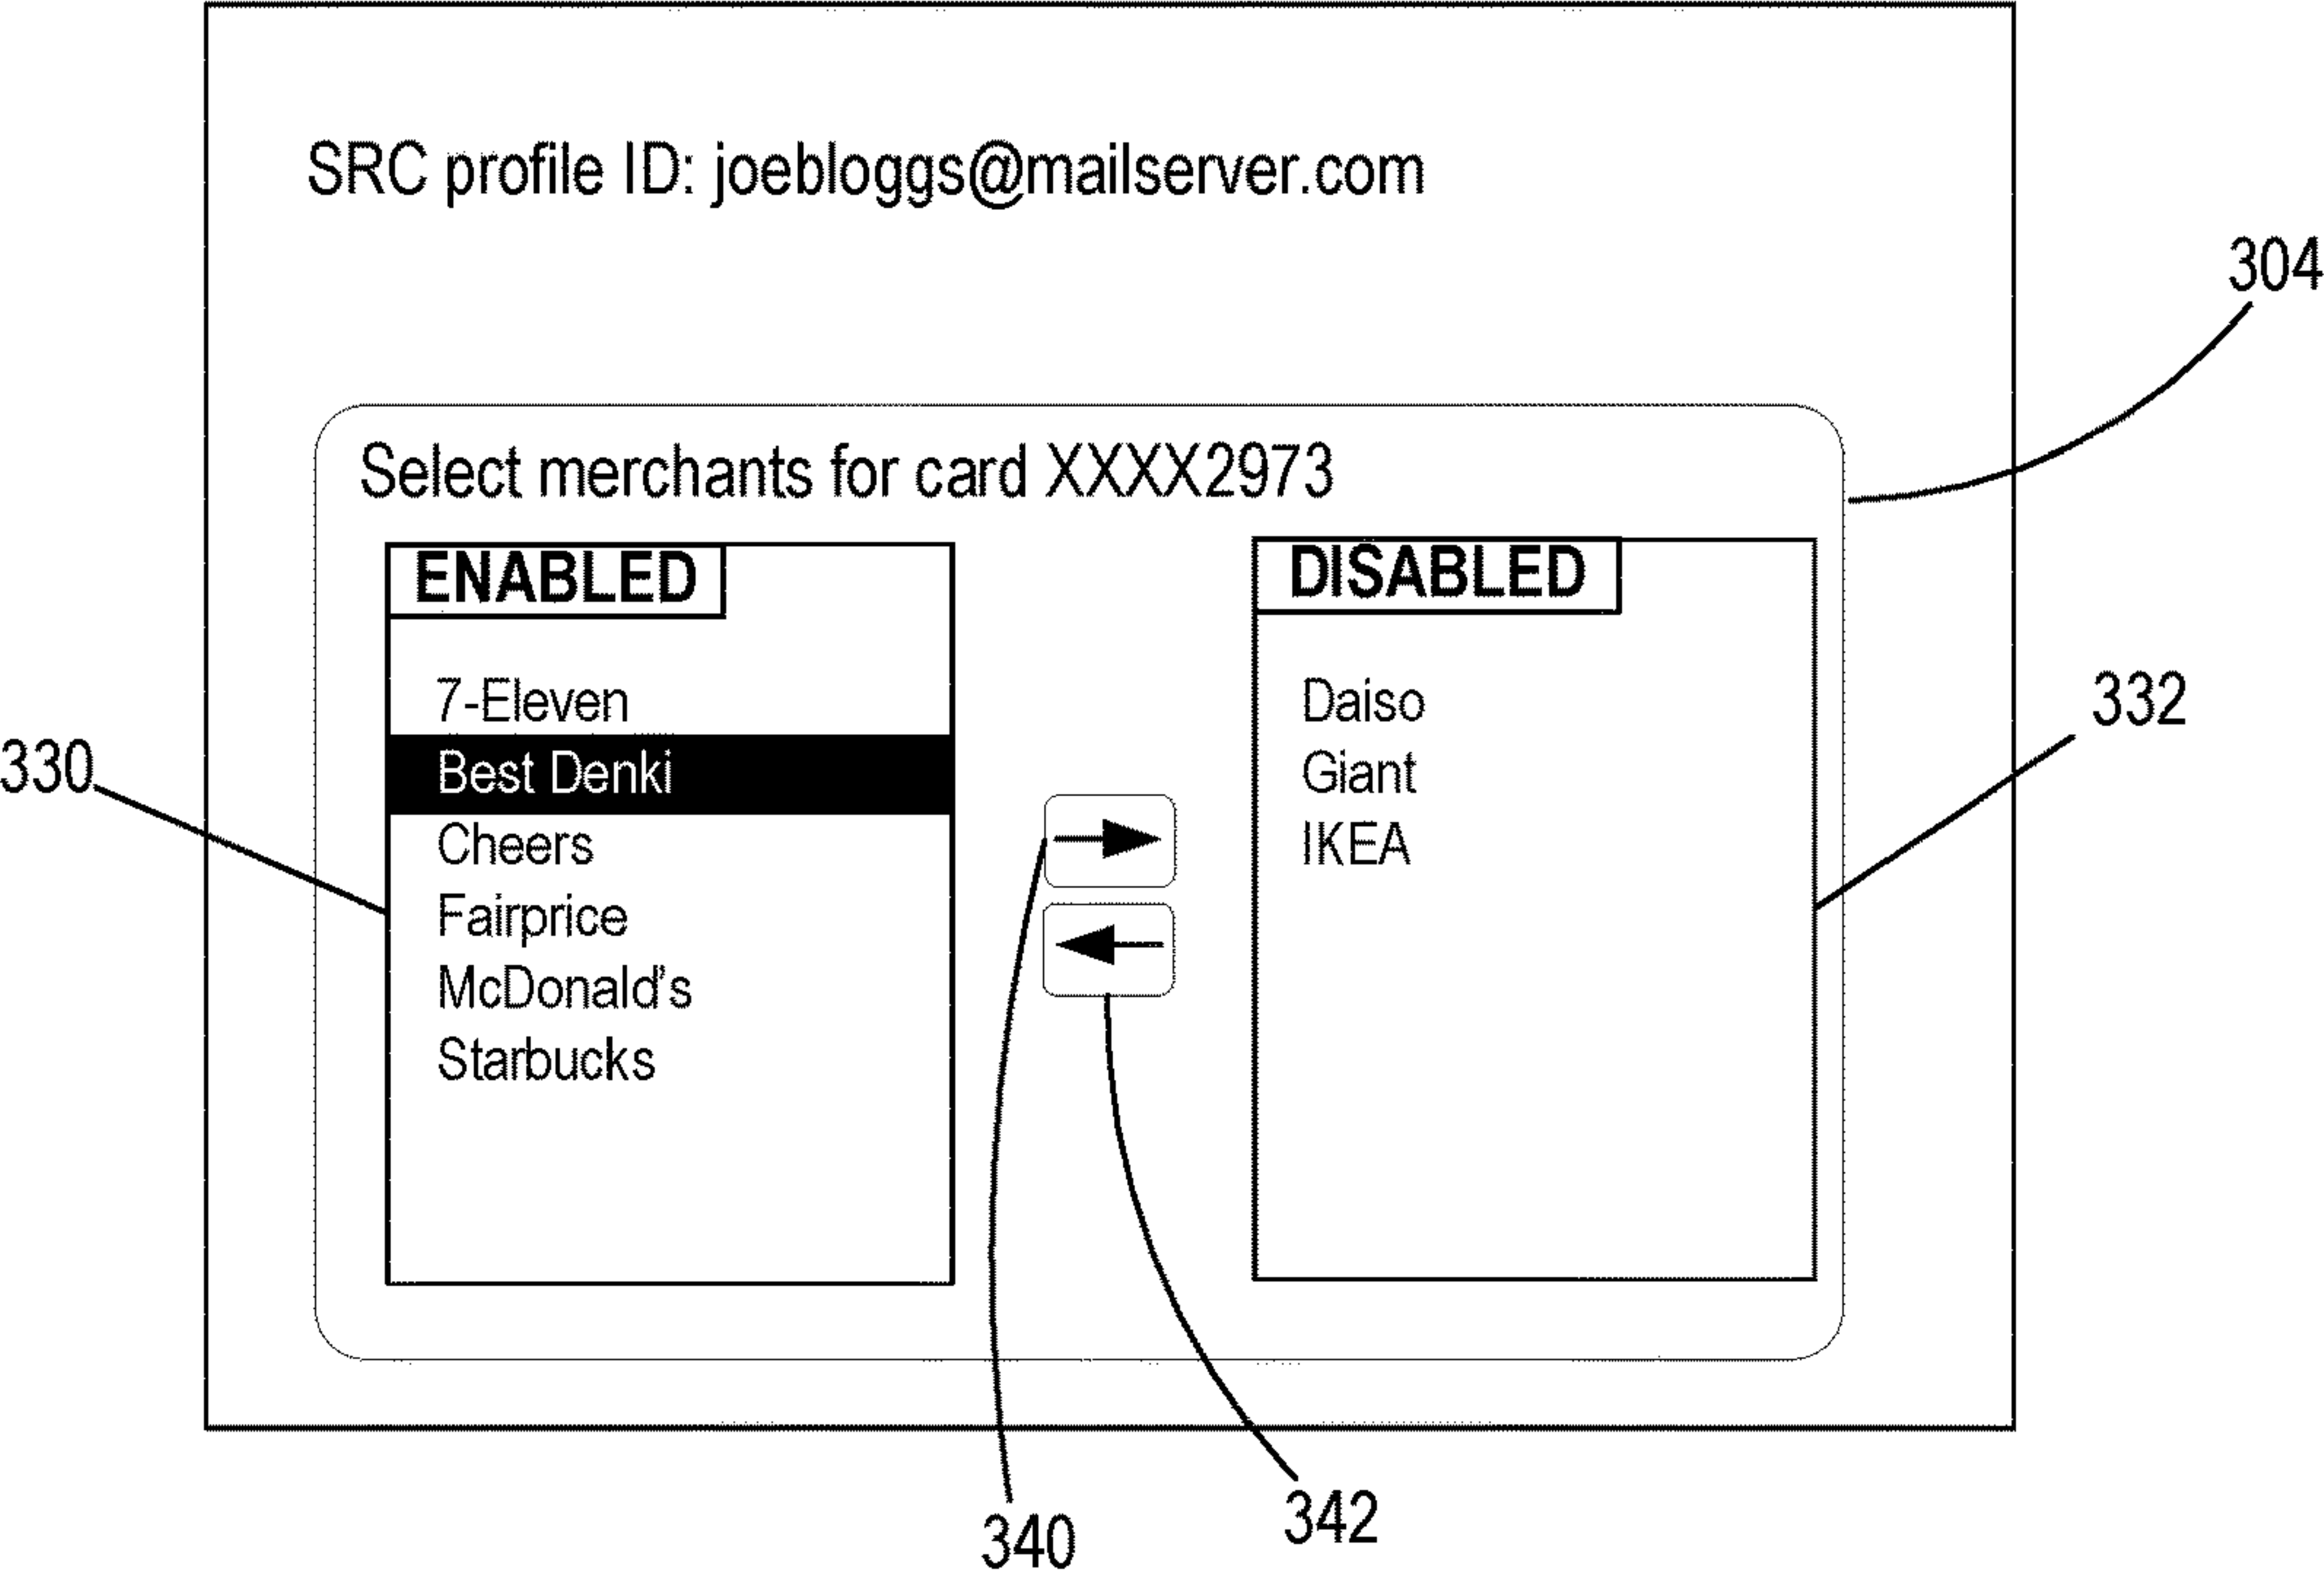 SRC profile ID: joebloggs@mailserver.com
304
Select merchants for card XXXX2973
ENABLED
7-Eleven
Best Denki
Cheers
Fairprice
McDonald's
Starbucks
DISABLED
Daiso
Giant
IKEA
330
332
340
342